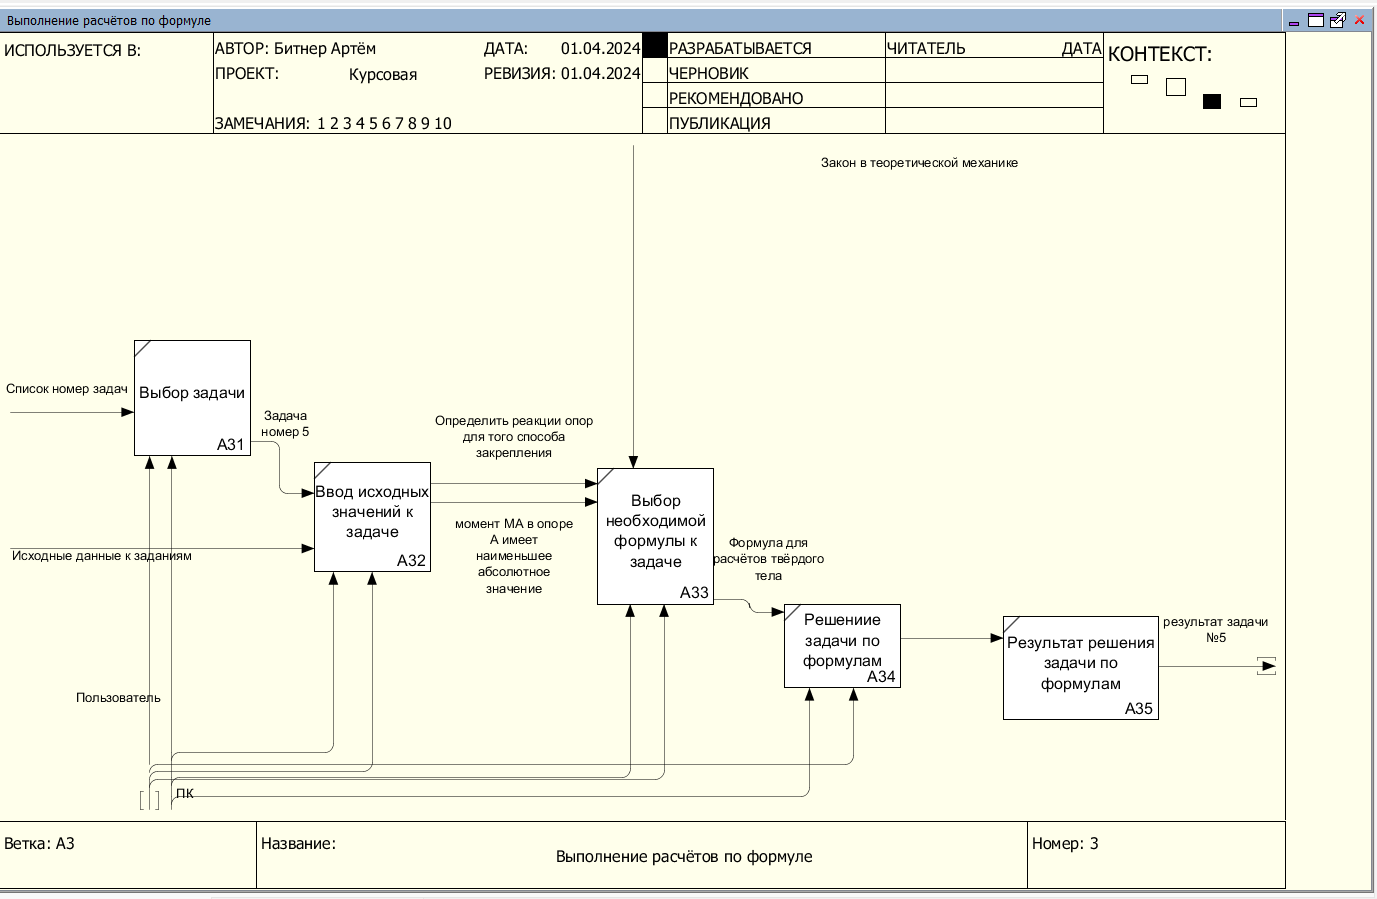 Выполнение расчётов по формуле
ИСПОЛЬЗУЕТСЯ В:
АВТОР: Битнер Артём
ДАТА: 01.04.2024
ПРОЕКТ: Курсовая
РЕВИЗИЯ: 01.04.2024
ЗАМЕЧАНИЯ: 1 2 3 4 5 6 7 8 9 10
РАЗРАБАТЫВАЕТСЯ
ЧЕРНОВИК
РЕКОМЕНДОВАНО
ПУБЛИКАЦИЯ
ЧИТАТЕЛЬ
ДАТА
КОНТЕКСТ:
Закон в теоретической механике
Список номер задач
Выбор задачи
A31
Задача
номер 5
Исходные данные к заданиям
Ввод исходных
значений к
задаче
A32
Определить реакции опор
для того способа
закрепления
момент МА в опоре
А имеет
наименьшее
абсолютное
значение
Выбор
необходимой
формулы к
задаче
A33
Формула для
расчётов твёрдого
тела
Решениие
задачи по
формулам
A34
Результат решения
задачи по
формулам
A35
результат задачи
№5
Пользователь
ПК
Ветка: A3
Название:
Выполнение расчётов по формуле
Номер: 3